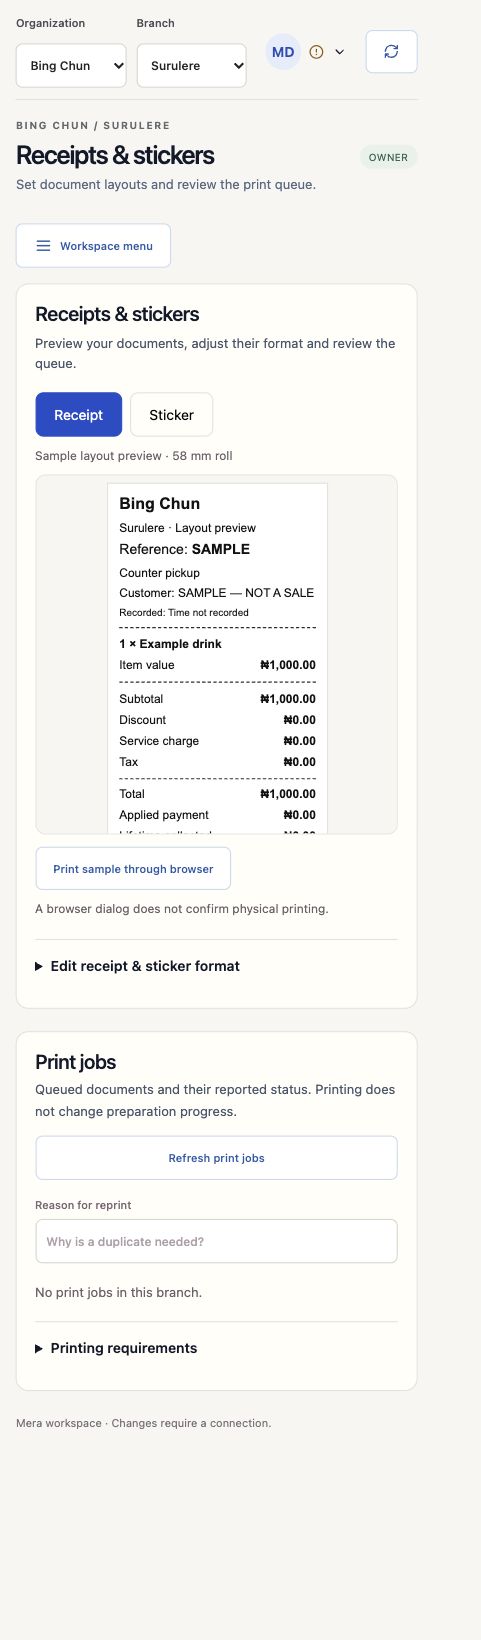 Organization Branch
Bing Chun Surulere MD
BING CHUN / SURULERE
Receipts & stickers OWNER
Set document layouts and review the print queue.
Workspace menu
Receipts & stickers
Preview your documents, adjust their format and review the
queue.
Receipt Sticker
Sample layout preview · 58 mm roll
Bing Chun
Surulere · Layout preview
Reference: SAMPLE
Counter pickup
Customer: SAMPLE — NOT A SALE
Recorded: Time not recorded
1 × Example drink
Item value ₦1,000.00
Subtotal ₦1,000.00
Discount ₦0.00
Service charge ₦0.00
Tax ₦0.00
Total ₦1,000.00
Applied payment ₦0.00
Print sample through browser
A browser dialog does not confirm physical printing.
Edit receipt & sticker format
Print jobs
Queued documents and their reported status. Printing does
not change preparation progress.
Refresh print jobs
Reason for reprint
Why is a duplicate needed?
No print jobs in this branch.
Printing requirements
Mera workspace · Changes require a connection.